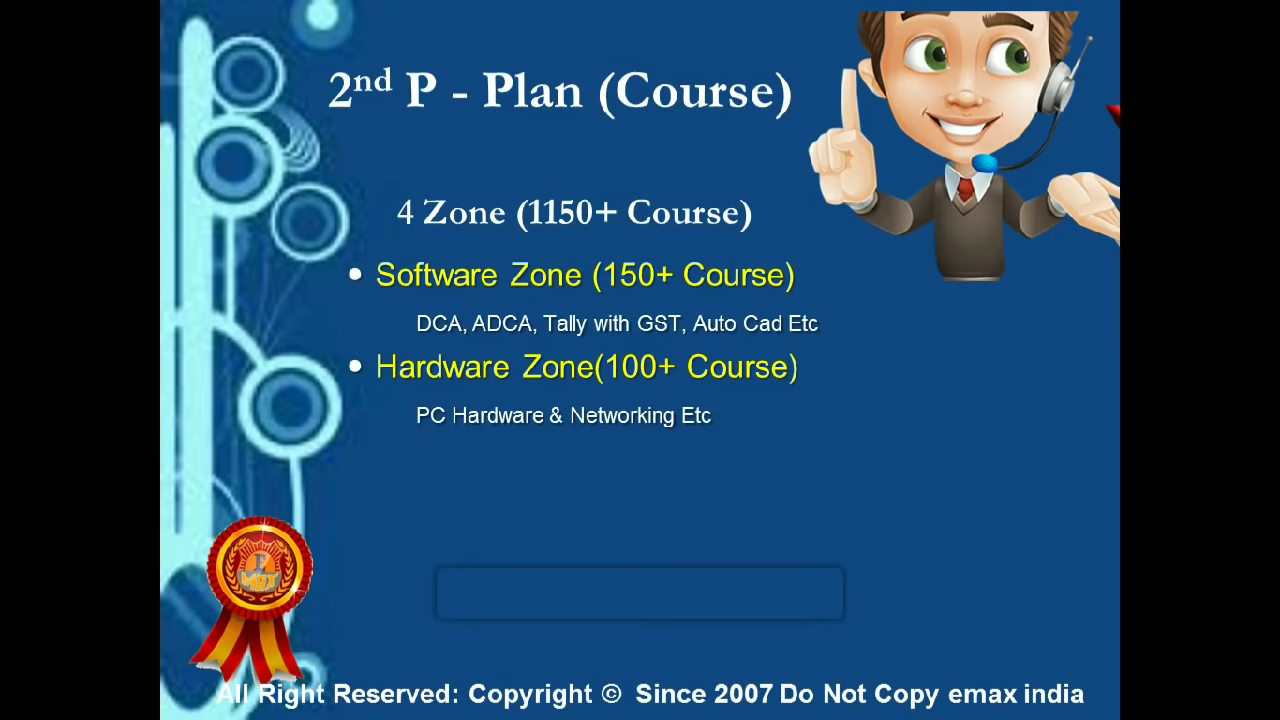 2nd P - Plan (Course)
4 Zone (1150+ Course)
• Software Zone (150+ Course)
DCA, ADCA, Tally with GST, Auto Cad Etc
• Hardware Zone(100+ Course)
PC Hardware & Networking Etc
E
MAX
All Right Reserved: Copyright © Since 2007 Do Not Copy emax india